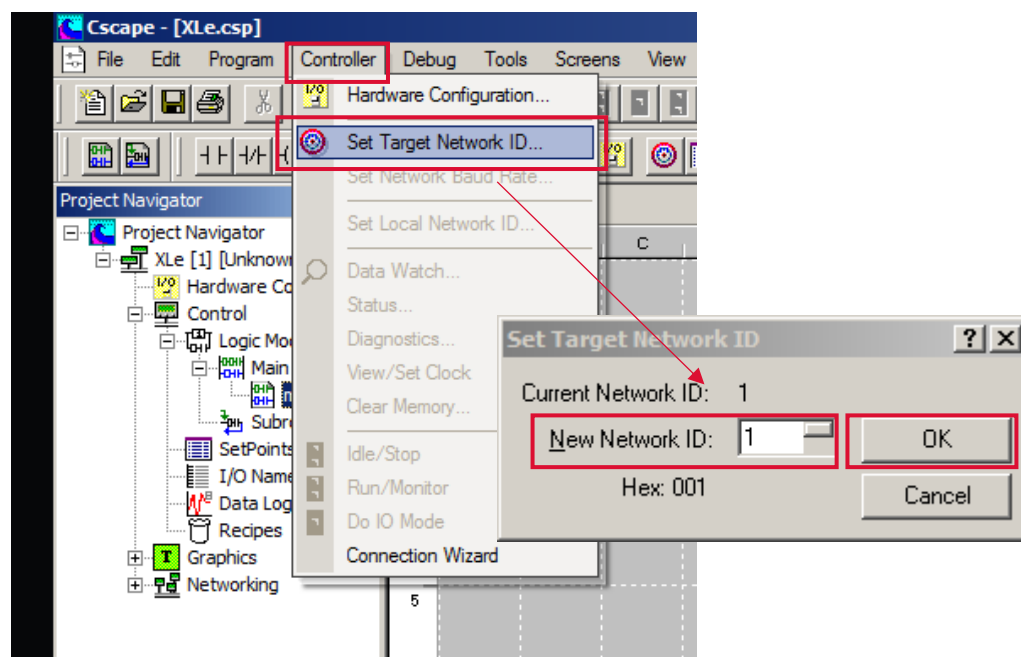 Cscape - [XLe.csp]
File Edit Program Controller Debug Tools Screens View
Hardware Configuration...
Set Target Network ID...
Set Network Baud Rate...
Set Local Network ID...
Data Watch...
Status...
Diagnostics...
View/Set Clock
Clear Memory...
Idle/Stop
Run/Monitor
Do IO Mode
Connection Wizard
Project Navigator
Project Navigator
XLe [1] [Unknown
Hardware Co
Control
Logic Mo
Main
Subro
SetPoints
I/O Name
Data Log
Recipes
T Graphics
Networking
C
5
Set Target Network ID
Current Network ID: 1
New Network ID: 1
Hex: 001
OK
Cancel